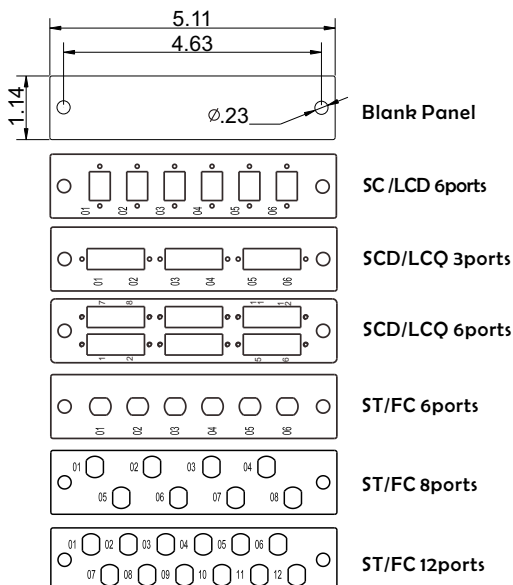 5.11
4.63
1.14
Ø.23
Blank Panel
01 02 03 04 05 06
SC /LCD 6ports
01 02 03 04 05 06
SCD/LCQ 3ports
7 8 11 12
1 2 5 6
SCD/LCQ 6ports
01 02 03 04 05 06
ST/FC 6ports
01 02 03 04
05 06 07 08
ST/FC 8ports
01 02 03 04 05 06
07 08 09 10 11 12
ST/FC 12ports